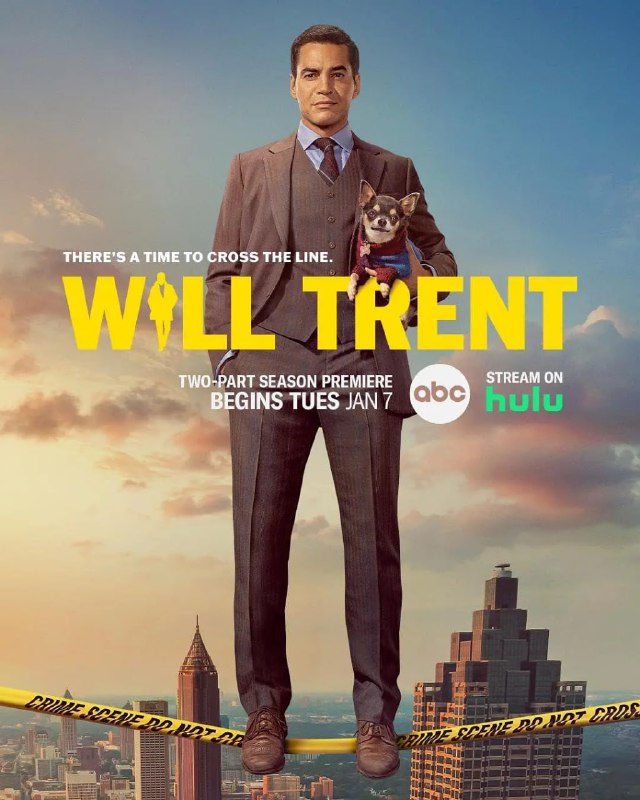 THERE'S A TIME TO CROSS THE LINE.
WILL TRENT
TWO-PART SEASON PREMIERE
BEGINS TUES JAN 7
abc
STREAM ON
hulu
CRIME SCENE DO NOT CR
CRIME SCENE DO NOT CROS